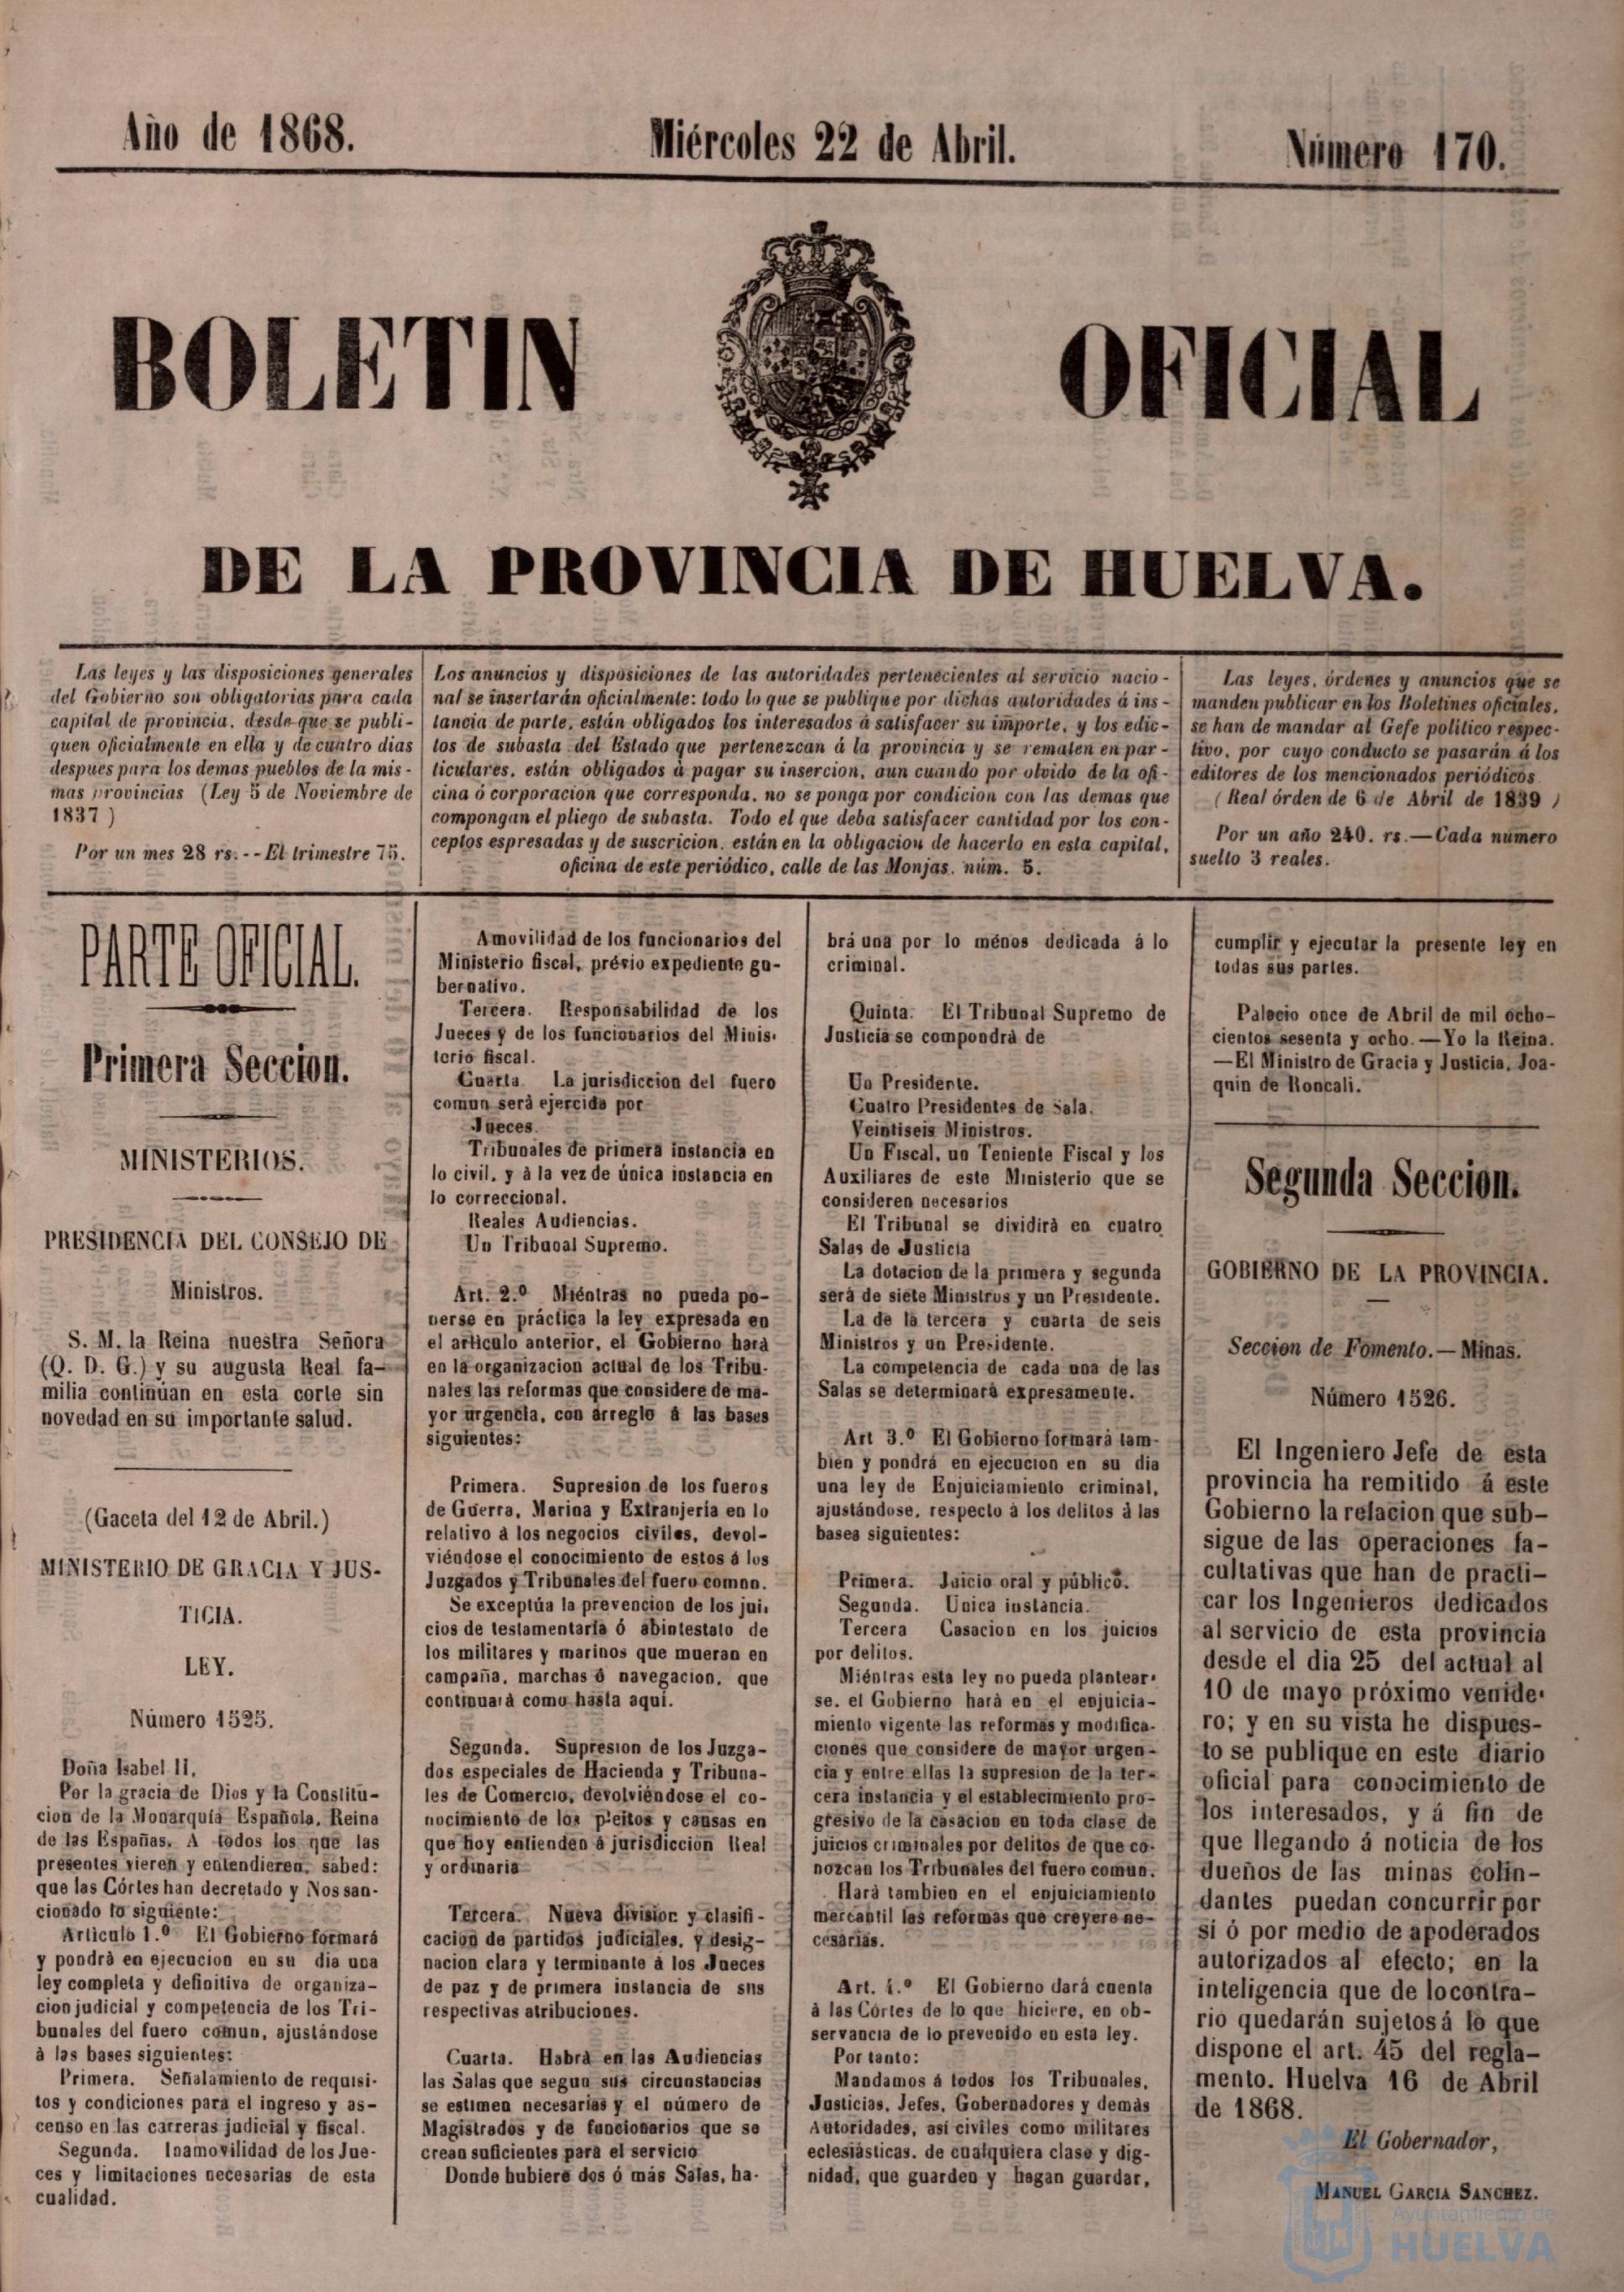 Año de 1868.
Miércoles 22 de Abril.
Número 170.
BOLETIN OFICIAL
DE LA PROVINCIA DE HUELVA.
Las leyes y las disposiciones generales
del Gobierno son obligatorias para cada
capital de provincia, desde que se publi-
quen oficialmente en ella y de cuatro dias
despues para los demas pueblos de la mis-
mas provincias (Ley 5 de Noviembre de
1837)
Por un mes 28 rs.--El trimestre 75.
Los anuncios y disposiciones de las autoridades pertenecientes al servicio nacio-
nal se insertarán oficialmente: todo lo que se publique por dichas autoridades á ins-
tancia de parte, están obligados los interesados á satisfacer su importe, y los edic-
tos de subasta del Estado que pertenezcan á la provincia y se rematen en par-
ticulares, están obligados á pagar su insercion, aun cuando por olvido de la ofi-
cina ó corporacion que corresponda, no se ponga por condicion con las demas que
compongan el pliego de subasta. Todo el que deba satisfacer cantidad por los con-
ceptos espresadas y de suscricion, están en la obligacion de hacerlo en esta capital,
oficina de este periódico, calle de las Monjas, núm. 5.
Las leyes, órdenes y anuncios que se
manden publicar en los Boletines oficiales,
se han de mandar al Gefe politico respec-
tivo, por cuyo conducto se pasarán á los
editores de los mencionados periódicos
(Real órden de 6 de Abril de 1839)
Por un año 240. rs.—Cada número
suelto 3 reales.
PARTE OFICIAL.
Primera Seccion.
MINISTERIOS.
PRESIDENCIA DEL CONSEJO DE
Ministros.
S. M. la Reina nuestra Señora
(Q. D. G.) y su augusta Real fa-
milia continúan en esta corte sin
novedad en su importante salud.
(Gaceta del 12 de Abril.)
MINISTERIO DE GRACIA Y JUS-
TICIA.
LEY.
Número 1525.
Doña Isabel II,
Por la gracia de Dios y la Constitu-
cion de la Monarquía Española, Reina
de las Españas. A todos los que las
presentes vieren y entendieren, sabed:
que las Córtes han decretado y Nos san-
cionado lo siguiente:
Artículo 1.º El Gobierno formará
y pondrá en ejecucion en su dia una
ley completa y definitiva de organiza-
cion judicial y competencia de los Tri-
bunales del fuero comun, ajustándose
á las bases siguientes:
Primera. Señalamiento de requisi-
tos y condiciones para el ingreso y as-
censo en las carreras judicial y fiscal.
Segunda. Inamovilidad de los Jue-
ces y limitaciones necesarias de esta
cualidad.
Amovilidad de los funcionarios del
Ministerio fiscal, prévio expediente gu-
bernativo.
Tercera. Responsabilidad de los
Jueces y de los funcionarios del Minis-
terio fiscal.
Cuarta. La jurisdiccion del fuero
comun será ejercida por
Jueces.
Tribunales de primera instancia en
lo civil, y á la vez de única instancia en
lo correccional.
Reales Audiencias.
Un Tribunal Supremo.
Art. 2.º Miéntras no pueda po-
nerse en práctica la ley expresada en
el artículo anterior, el Gobierno hará
en la organizacion actual de los Tribu-
nales las reformas que considere de ma-
yor urgencia, con arreglo á las bases
siguientes:
Primera. Supresion de los fueros
de Guerra, Marina y Extranjería en lo
relativo á los negocios civiles, devol-
viéndose el conocimiento de estos á los
Juzgados y Tribunales del fuero comun.
Se exceptúa la prevencion de los jui-
cios de testamentaría ó abintestato de
los militares y marinos que mueran en
campaña, marchas ó navegacion, que
continuará como hasta aquí.
Segunda. Supresion de los Juzga-
dos especiales de Hacienda y Tribuna-
les de Comercio, devolviéndose el co-
nocimiento de los pleitos y causas en
que hoy entienden á jurisdiccion Real
y ordinaria
Tercera. Nueva division y clasifi-
cacion de partidos judiciales, y desig-
nacion clara y terminante á los Jueces
de paz y de primera instancia de sus
respectivas atribuciones.
Cuarta. Habrá en las Audiencias
las Salas que segun sus circunstancias
se estimen necesarias y el número de
Magistrados y de funcionarios que se
crean suficientes para el servicio
Donde hubiere dos ó más Salas, ha-
brá una por lo ménos dedicada á lo
criminal.
Quinta. El Tribunal Supremo de
Justicia se compondrá de
Un Presidente.
Cuatro Presidentes de Sala.
Veintiseis Ministros.
Un Fiscal, un Teniente Fiscal y los
Auxiliares de este Ministerio que se
consideren necesarios
El Tribunal se dividirá en cuatro
Salas de Justicia
La dotacion de la primera y segunda
será de siete Ministros y un Presidente.
La de la tercera y cuarta de seis
Ministros y un Presidente.
La competencia de cada una de las
Salas se determinará expresamente.
Art 3.º El Gobierno formará tam-
bien y pondrá en ejecucion en su dia
una ley de Enjuiciamiento criminal,
ajustándose, respecto á los delitos á las
bases siguientes:
Primera. Juicio oral y público.
Segunda. Unica instancia.
Tercera Casacion en los juicios
por delitos.
Miéntras esta ley no pueda plantear-
se, el Gobierno hará en el enjuicia-
miento vigente las reformas y modifica-
ciones que considere de mayor urgen-
cia y entre ellas la supresion de la ter-
cera instancia y el establecimiento pro-
gresivo de la casacion en toda clase de
juicios criminales por delitos de que co-
nozcan los Tribunales del fuero comun.
Hará tambien en el enjuiciamiento
mercantil las reformas que creyere ne-
cesarias.
Art. 4.º El Gobierno dará cuenta
á las Córtes de lo que hiciere, en ob-
servancia de lo prevenido en esta ley.
Por tanto:
Mandamos á todos los Tribunales,
Justicias, Jefes, Gobernadores y demás
Autoridades, así civiles como militares
eclesiásticas, de cualquiera clase y dig-
nidad, que guarden y hagan guardar,
cumplir y ejecutar la presente ley en
todas sus partes.
Palacio once de Abril de mil ocho-
cientos sesenta y ocho.—Yo la Reina.
—El Ministro de Gracia y Justicia, Joa-
quin de Roncali.
Segunda Seccion.
GOBIERNO DE LA PROVINCIA.
Seccion de Fomento.—Minas.
Número 1526.
El Ingeniero Jefe de esta
provincia ha remitido á este
Gobierno la relacion que sub-
sigue de las operaciones fa-
cultativas que han de practi-
car los Ingenieros dedicados
al servicio de esta provincia
desde el dia 25 del actual al
10 de mayo próximo venide-
ro; y en su vista he dispues-
to se publique en este diario
oficial para conocimiento de
los interesados, y á fin de
que llegando á noticia de los
dueños de las minas colin-
dantes puedan concurrir por
sí ó por medio de apoderados
autorizados al efecto; en la
inteligencia que de lo contra-
rio quedarán sujetos á lo que
dispone el art. 45 del regla-
mento. Huelva 16 de Abril
de 1868.
El Gobernador,
MANUEL GARCIA SANCHEZ.
Ayuntamiento de
HUELVA